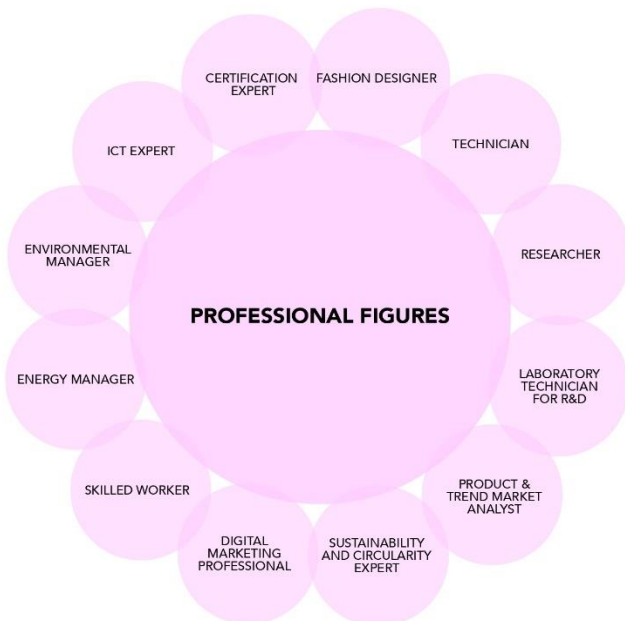 CERTIFICATION
EXPERT
FASHION DESIGNER
TECHNICIAN
RESEARCHER
LABORATORY
TECHNICIAN
FOR R&D
PRODUCT &
TREND MARKET
ANALYST
SUSTAINABILITY
AND CIRCULARITY
EXPERT
DIGITAL
MARKETING
PROFESSIONAL
SKILLED WORKER
ENERGY MANAGER
ENVIRONMENTAL
MANAGER
ICT EXPERT
PROFESSIONAL FIGURES